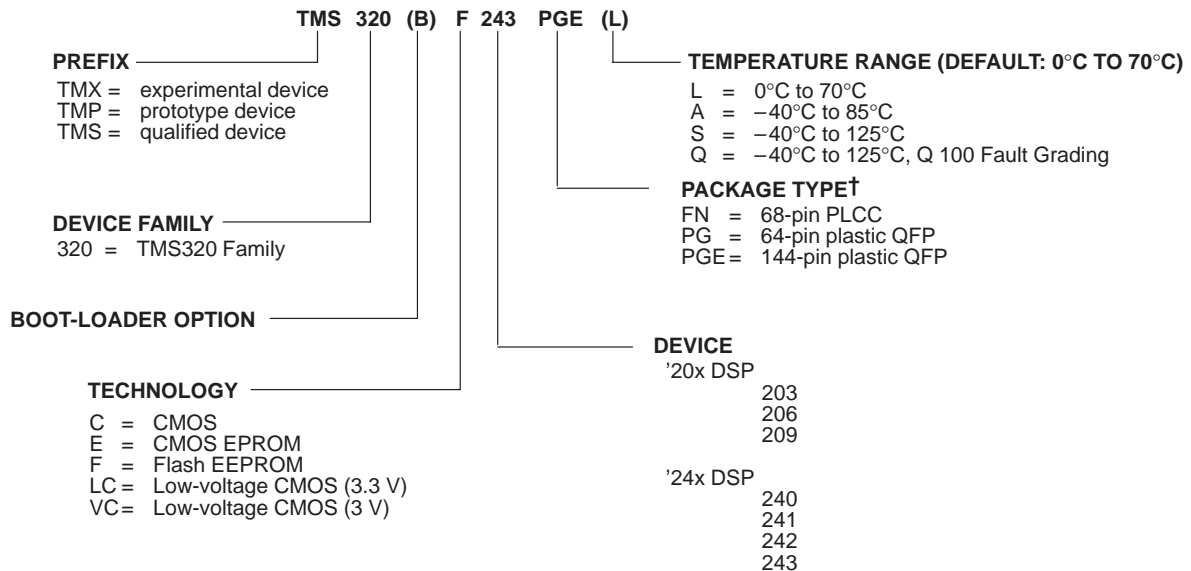 TMS 320 (B) F 243 PGE (L)
PREFIX
TMX = experimental device
TMP = prototype device
TMS = qualified device
DEVICE FAMILY
320 = TMS320 Family
BOOT-LOADER OPTION
TECHNOLOGY
C = CMOS
E = CMOS EPROM
F = Flash EEPROM
LC = Low-voltage CMOS (3.3 V)
VC = Low-voltage CMOS (3 V)
TEMPERATURE RANGE (DEFAULT: 0°C TO 70°C)
L = 0°C to 70°C
A = –40°C to 85°C
S = –40°C to 125°C
Q = –40°C to 125°C, Q 100 Fault Grading
PACKAGE TYPE†
FN = 68-pin PLCC
PG = 64-pin plastic QFP
PGE = 144-pin plastic QFP
DEVICE
’20x DSP
203
206
209
’24x DSP
240
241
242
243